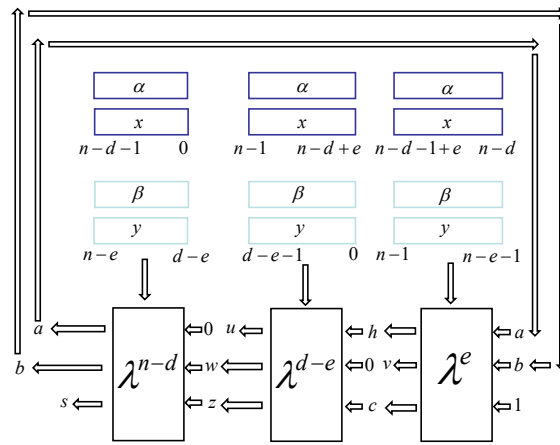 α α α
x x x
n−d−1 0 n−1 n−d+e n−d−1+e n−d
β β β
y y y
n−e d−e d−e−1 0 n−1 n−e−1
a 0 u h a
b λ^{n−d} w λ^{d−e} 0 v λ^{e} b
s z c 1